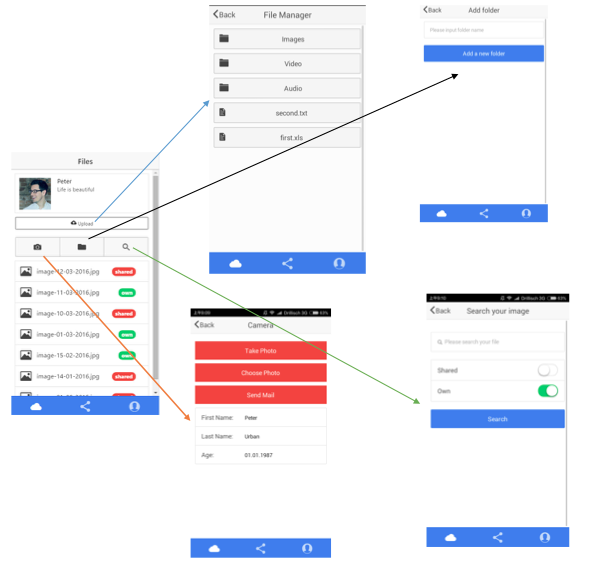 Back File Manager
Images
Video
Audio
second.txt
first.xls
Back Add folder
Please input folder name
Add a new folder
Files
Peter
Life is beautiful
Upload
image-12-03-2016.jpg shared
image-11-03-2016.jpg own
image-10-03-2016.jpg shared
image-01-03-2016.jpg own
image-15-02-2016.jpg own
image-14-01-2016.jpg shared
Back Camera
Take Photo
Choose Photo
Send Mail
First Name: Peter
Last Name: Urban
Age: 01.01.1987
Back Search your image
Please search your file
Shared
Own
Search